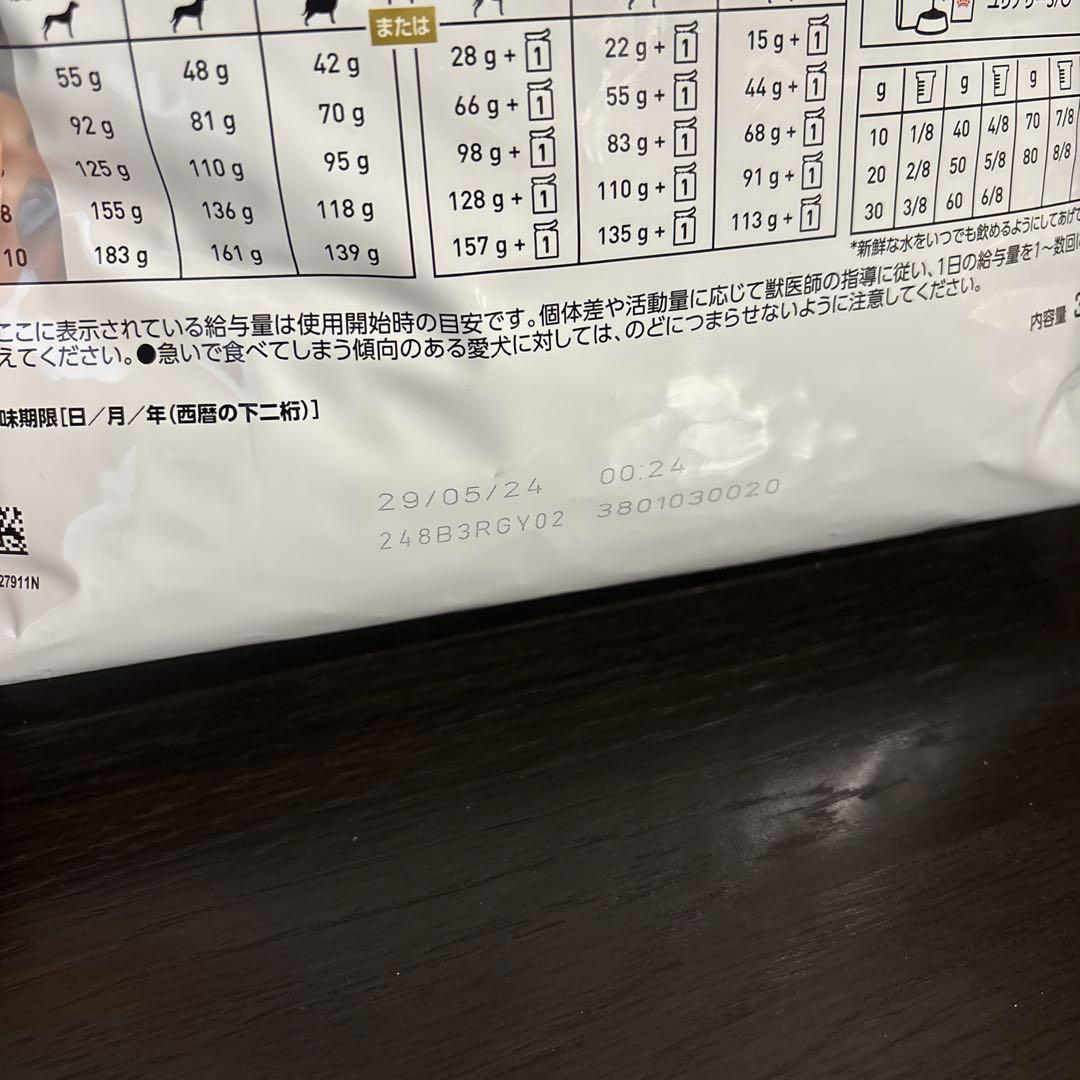 または
55 g 48 g 42 g 28 g + 1 22 g + 1 15 g + 1
92 g 81 g 70 g 66 g + 1 55 g + 1 44 g + 1
125 g 110 g 95 g 98 g + 1 83 g + 1 68 g + 1
8 155 g 136 g 118 g 128 g + 1 110 g + 1 91 g + 1
10 183 g 161 g 139 g 157 g + 1 135 g + 1 113 g + 1
g g g
10 1/8 40 4/8 70 7/8
20 2/8 50 5/8 80 8/8
30 3/8 60 6/8
*新鮮な水をいつでも飲めるようにしてあげて
ここに表示されている給与量は使用開始時の目安です。個体差や活動量に応じて獣医師の指導に従い、1日の給与量を1〜数回に
えてください。●急いで食べてしまう傾向のある愛犬に対しては、のどにつまらせないように注意してください。
内容量
味期限[日/月/年(西暦の下二桁)]
29/05/24 00:24
248B3RGY02 3801030020
27911N